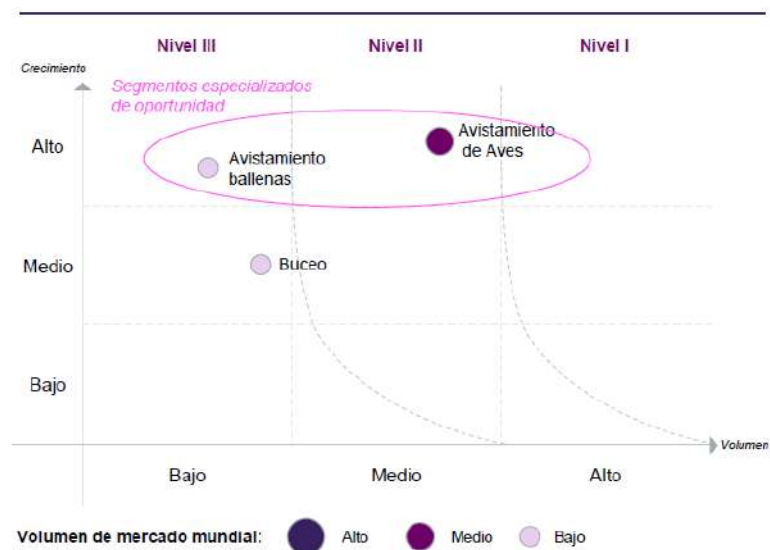 Nivel III Nivel II Nivel I
Crecimiento
Segmentos especializados
de oportunidad
Alto
Avistamiento
ballenas
Avistamiento
de Aves
Medio
Buceo
Bajo
Volumen
Bajo Medio Alto
Volumen de mercado mundial: Alto Medio Bajo